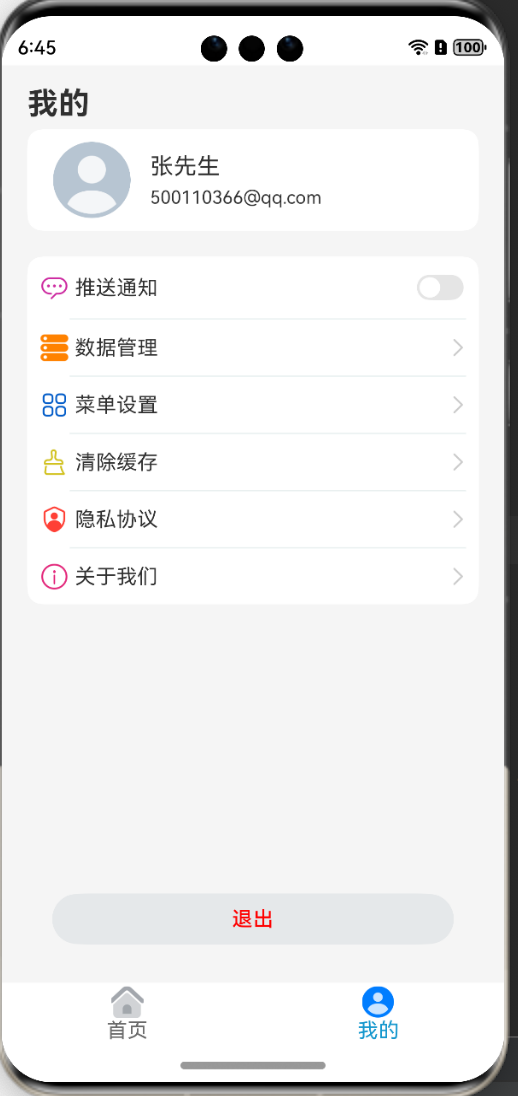 6:45
100
我的
张先生
500110366@qq.com
推送通知
数据管理
菜单设置
清除缓存
隐私协议
关于我们
退出
首页
我的